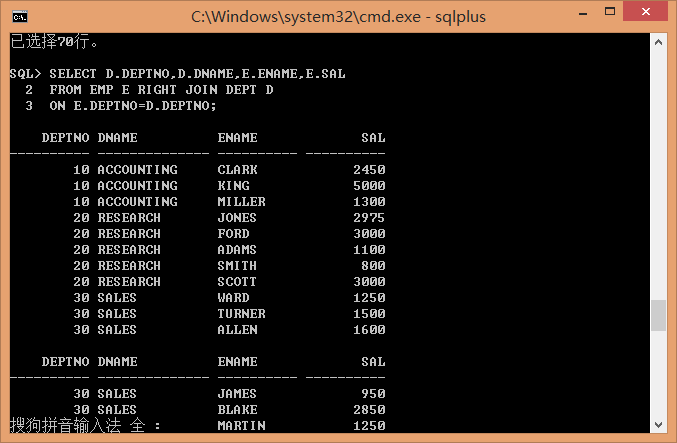 C:\Windows\system32\cmd.exe - sqlplus
已选择70行。
SQL> SELECT D.DEPTNO,D.DNAME,E.ENAME,E.SAL
  2  FROM EMP E RIGHT JOIN DEPT D
  3  ON E.DEPTNO=D.DEPTNO;
    DEPTNO DNAME          ENAME             SAL
---------- -------------- ---------- ----------
        10 ACCOUNTING     CLARK            2450
        10 ACCOUNTING     KING             5000
        10 ACCOUNTING     MILLER           1300
        20 RESEARCH       JONES            2975
        20 RESEARCH       FORD             3000
        20 RESEARCH       ADAMS            1100
        20 RESEARCH       SMITH             800
        20 RESEARCH       SCOTT            3000
        30 SALES          WARD             1250
        30 SALES          TURNER           1500
        30 SALES          ALLEN            1600
    DEPTNO DNAME          ENAME             SAL
---------- -------------- ---------- ----------
        30 SALES          JAMES             950
        30 SALES          BLAKE            2850
搜狗拼音输入法 全 :       MARTIN           1250